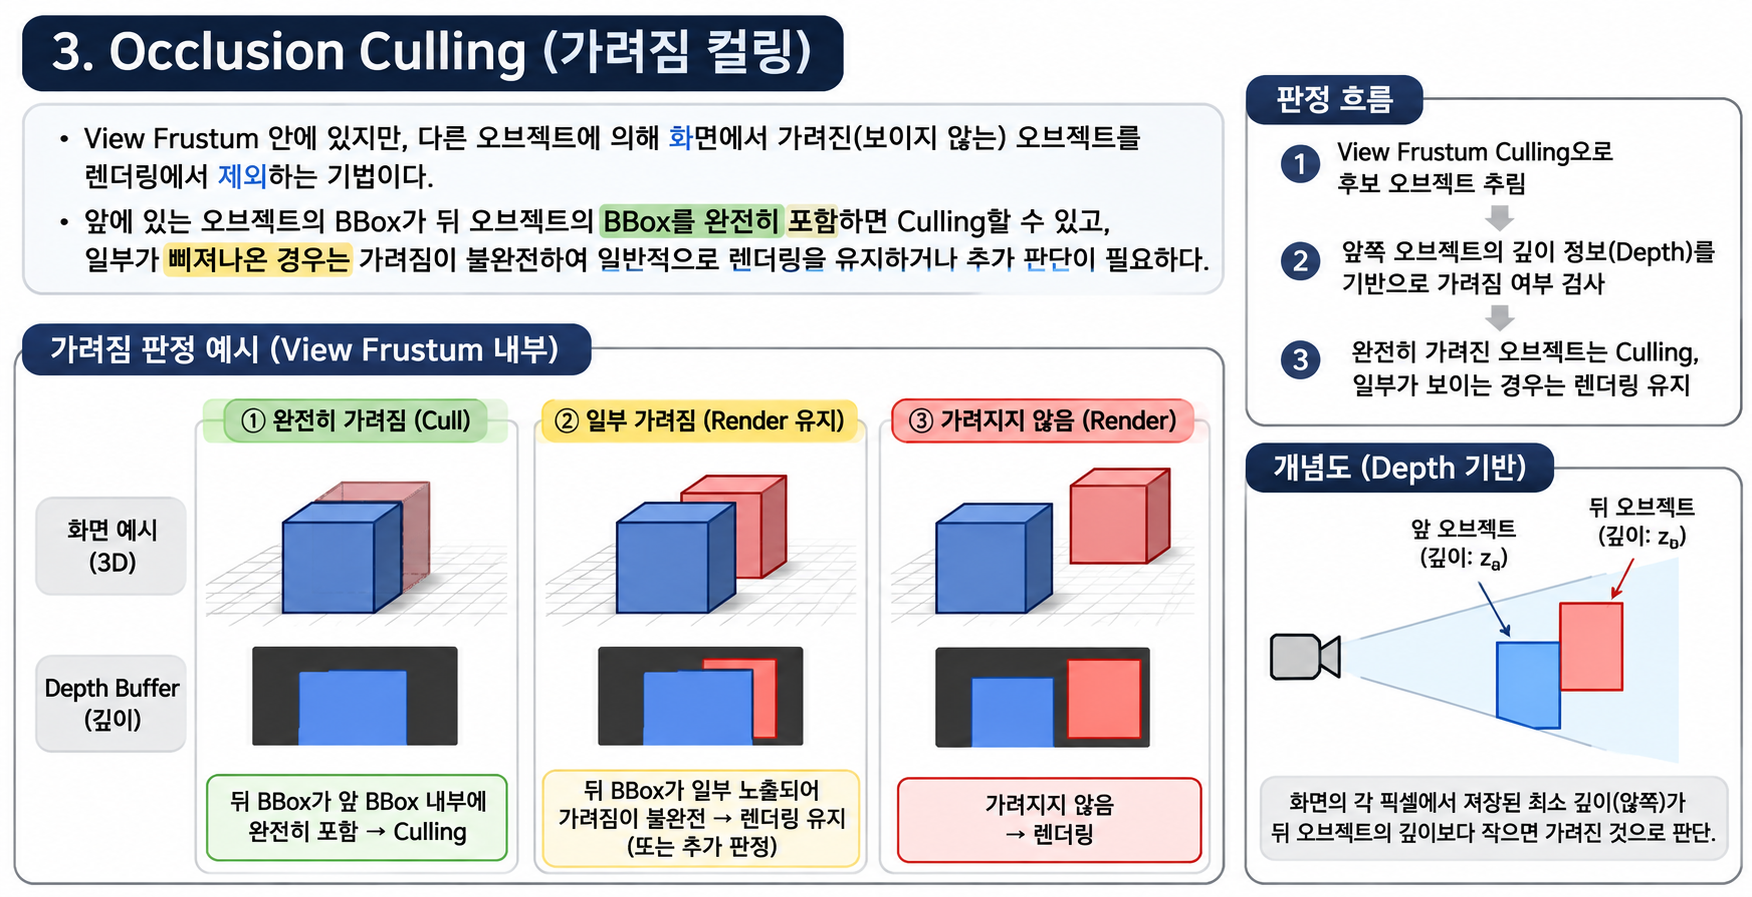 3. Occlusion Culling (가려짐 컬링)
• View Frustum 안에 있지만, 다른 오브젝트에 의해 화면에서 가려진(보이지 않는) 오브젝트를
렌더링에서 제외하는 기법이다.
• 앞에 있는 오브젝트의 BBox가 뒤 오브젝트의 BBox를 완전히 포함하면 Culling할 수 있고,
일부가 삐져나온 경우는 가려짐이 불완전하여 일반적으로 렌더링을 유지하거나 추가 판단이 필요하다.
가려짐 판정 예시 (View Frustum 내부)
① 완전히 가려짐 (Cull)
② 일부 가려짐 (Render 유지)
③ 가려지지 않음 (Render)
화면 예시
(3D)
Depth Buffer
(깊이)
뒤 BBox가 앞 BBox 내부에
완전히 포함 → Culling
뒤 BBox가 일부 노출되어
가려짐이 불완전 → 렌더링 유지
(또는 추가 판정)
가려지지 않음
→ 렌더링
판정 흐름
1 View Frustum Culling으로
후보 오브젝트 추림
2 앞쪽 오브젝트의 깊이 정보(Depth)를
기반으로 가려짐 여부 검사
3 완전히 가려진 오브젝트는 Culling,
일부가 보이는 경우는 렌더링 유지
개념도 (Depth 기반)
앞 오브젝트
(깊이: za)
뒤 오브젝트
(깊이: zb)
화면의 각 픽셀에서 저장된 최소 깊이(앖쪽)가
뒤 오브젝트의 깊이보다 작으면 가려진 것으로 판단.